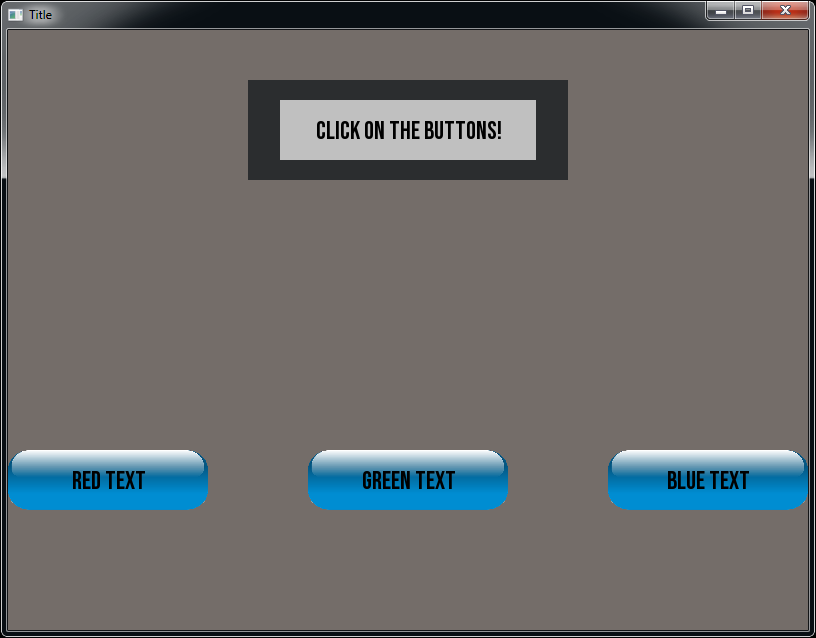 Title
CLICK ON THE BUTTONS!
RED TEXT
GREEN TEXT
BLUE TEXT